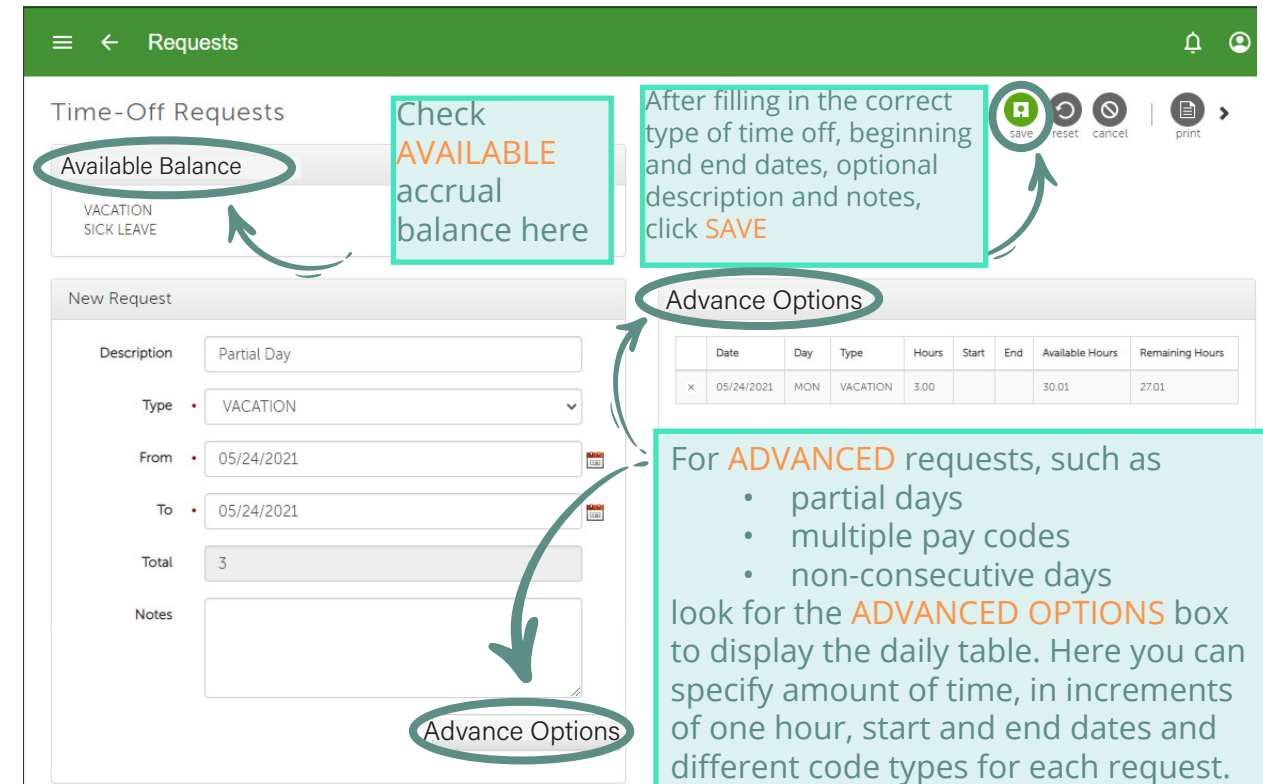 Requests
Time-Off Requests
Available Balance
VACATION
SICK LEAVE
Check
AVAILABLE
accrual
balance here
After filling in the correct
type of time off, beginning
and end dates, optional
description and notes,
click SAVE
save reset cancel print
New Request
Description Partial Day
Type • VACATION
From • 05/24/2021
To • 05/24/2021
Total 3
Notes
Advance Options
Advance Options
Date Day Type Hours Start End Available Hours Remaining Hours
× 05/24/2021 MON VACATION 3.00 30.01 27.01
For ADVANCED requests, such as
• partial days
• multiple pay codes
• non-consecutive days
look for the ADVANCED OPTIONS box
to display the daily table. Here you can
specify amount of time, in increments
of one hour, start and end dates and
different code types for each request.